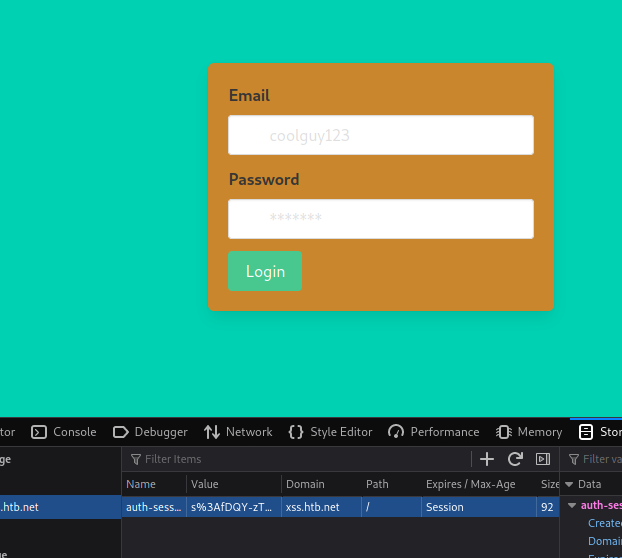 Email
coolguy123
Password
*******
Login
tor Console Debugger Network Style Editor Performance Memory Stor
ge Filter Items Filter va
Name Value Domain Path Expires / Max-Age Size Data
.htb.net auth-sess... s%3AfDQY-zT... xss.htb.net / Session 92 auth-ses
Created
Domain